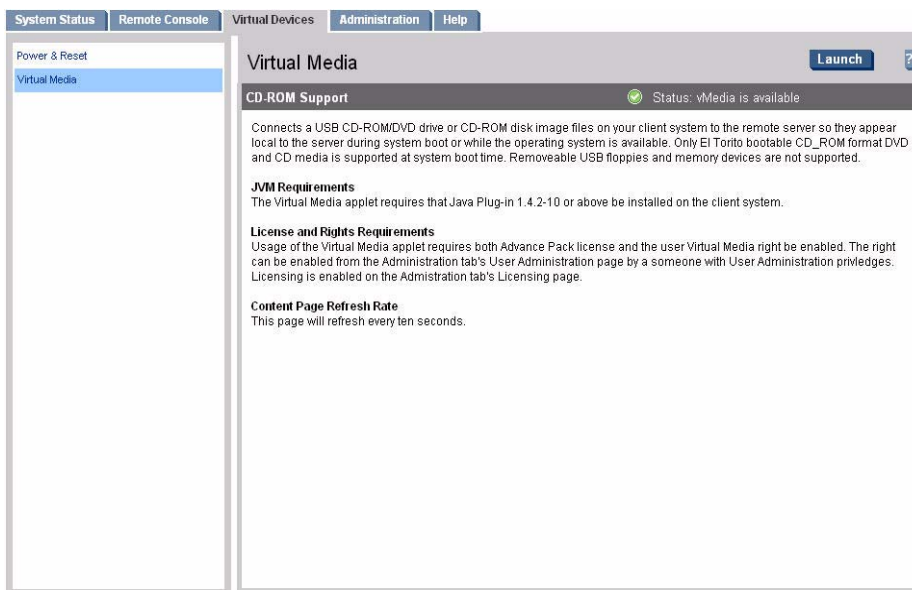 System Status Remote Console Virtual Devices Administration Help
Power & Reset
Virtual Media
Virtual Media
Launch ?
CD-ROM Support Status: vMedia is available
Connects a USB CD-ROM/DVD drive or CD-ROM disk image files on your client system to the remote server so they appear
local to the server during system boot or while the operating system is available. Only El Torito bootable CD_ROM format DVD
and CD media is supported at system boot time. Removeable USB floppies and memory devices are not supported.
JVM Requirements
The Virtual Media applet requires that Java Plug-in 1.4.2-10 or above be installed on the client system.
License and Rights Requirements
Usage of the Virtual Media applet requires both Advance Pack license and the user Virtual Media right be enabled. The right
can be enabled from the Administration tab's User Administration page by a someone with User Administration privledges.
Licensing is enabled on the Admistration tab's Licensing page.
Content Page Refresh Rate
This page will refresh every ten seconds.